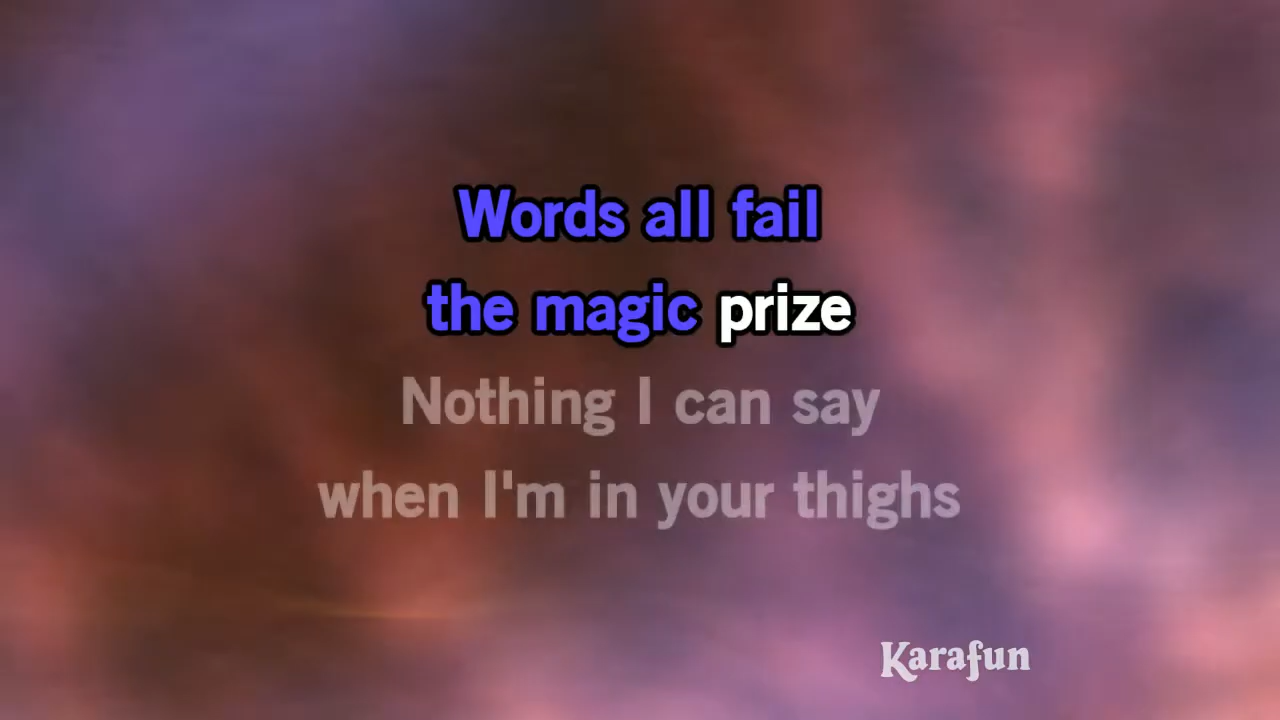 Words all fail
the magic prize
Nothing I can say
when I'm in your thighs
Karafun